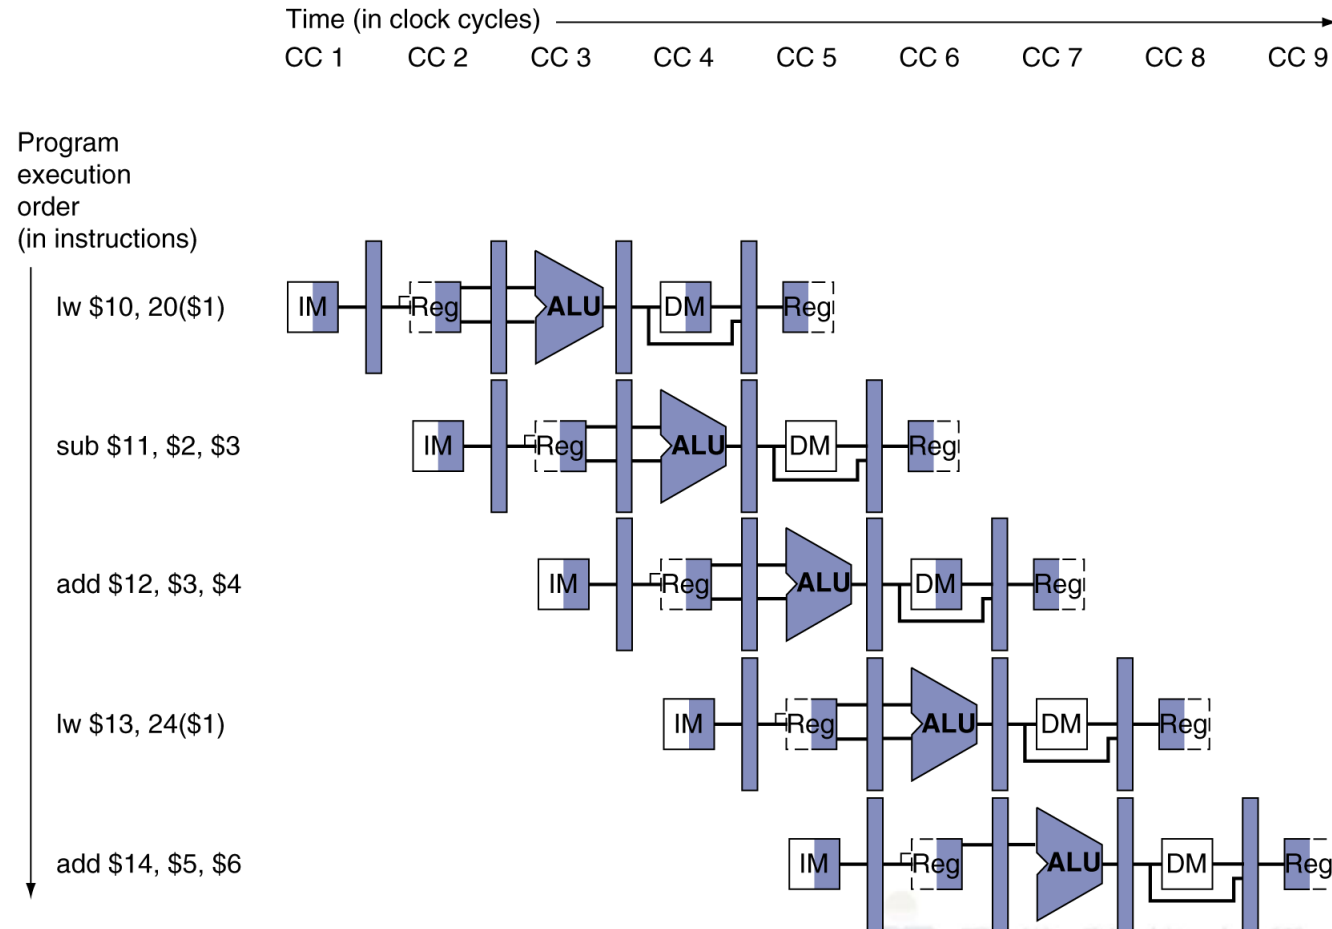 Time (in clock cycles)
CC 1 CC 2 CC 3 CC 4 CC 5 CC 6 CC 7 CC 8 CC 9
Program
execution
order
(in instructions)
lw $10, 20($1) IM Reg ALU DM Reg
sub $11, $2, $3 IM Reg ALU DM Reg
add $12, $3, $4 IM Reg ALU DM Reg
lw $13, 24($1) IM Reg ALU DM Reg
add $14, $5, $6 IM Reg ALU DM Reg